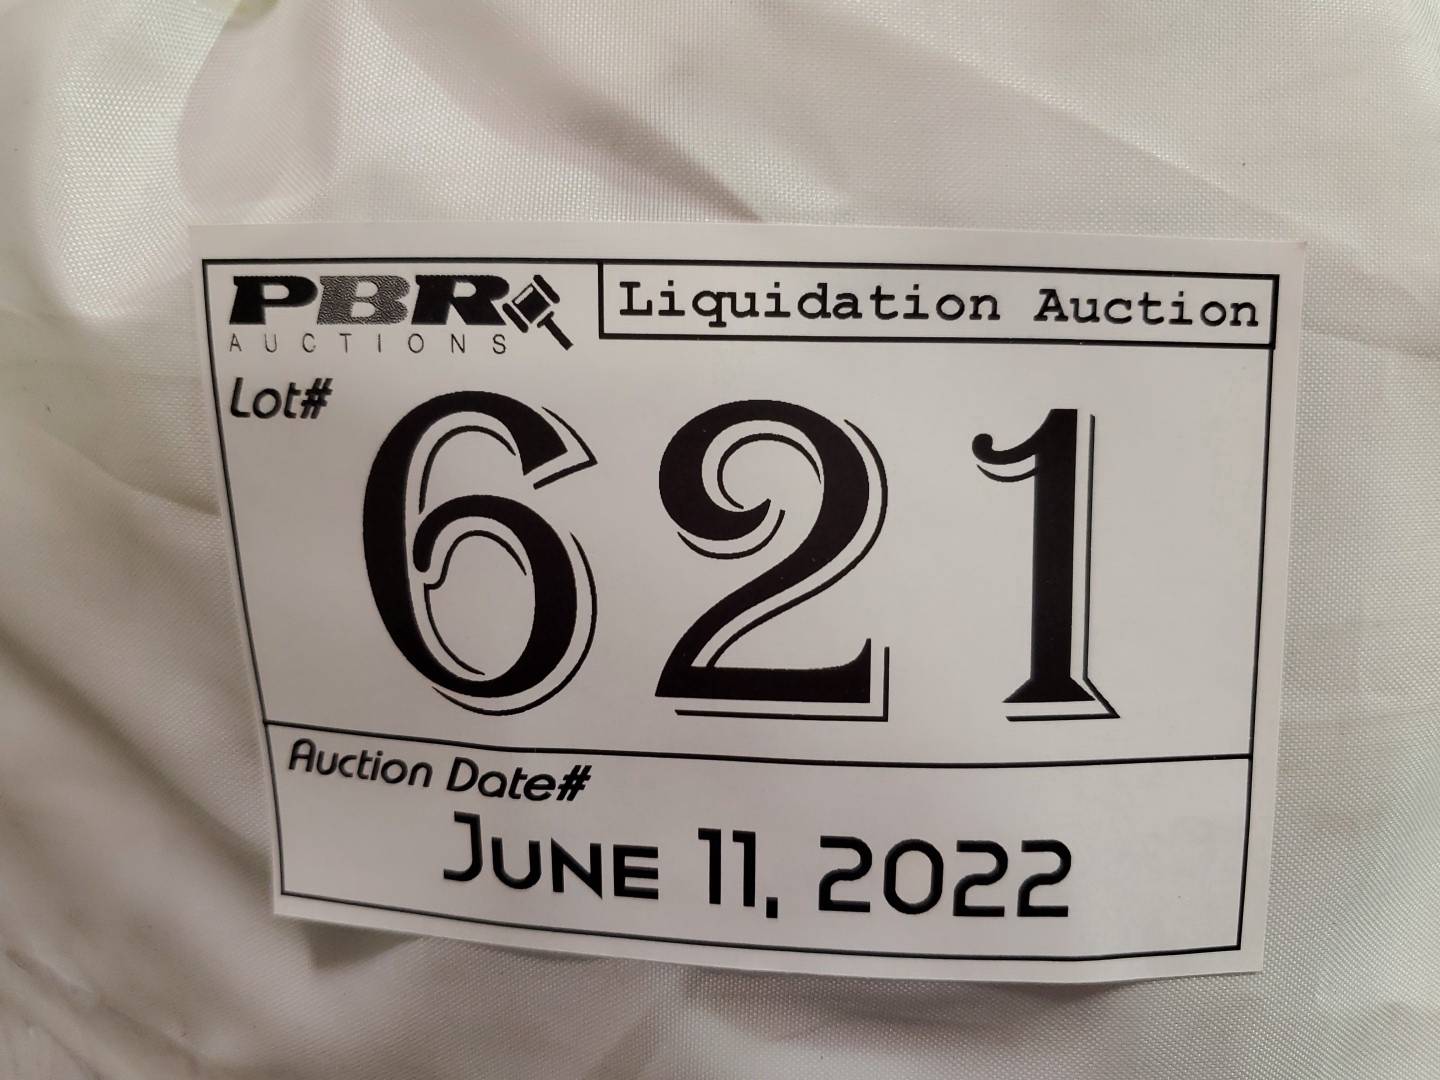 PBR
AUCTIONS
Liquidation Auction
Lot#
621
Auction Date#
June 11, 2022